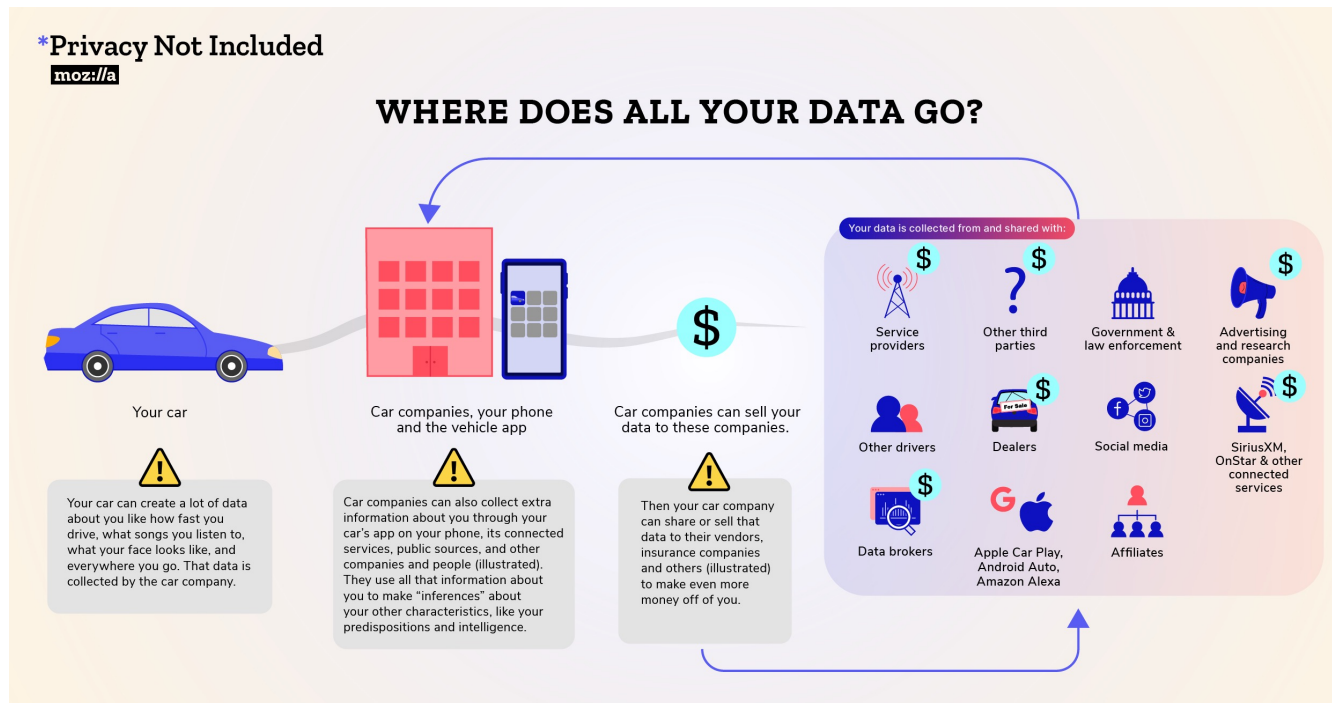 *Privacy Not Included
moz://a
WHERE DOES ALL YOUR DATA GO?
Your car
Your car can create a lot of data
about you like how fast you
drive, what songs you listen to,
what your face looks like, and
everywhere you go. That data is
collected by the car company.
Car companies, your phone
and the vehicle app
Car companies can also collect extra
information about you through your
car's app on your phone, its connected
services, public sources, and other
companies and people (illustrated).
They use all that information about
you to make “inferences” about
your other characteristics, like your
predispositions and intelligence.
$
Car companies can sell your
data to these companies.
Then your car company
can share or sell that
data to their vendors,
insurance companies
and others (illustrated)
to make even more
money off of you.
Your data is collected from and shared with:
$
Service
providers
$
?
Other third
parties
Government &
law enforcement
$
Advertising
and research
companies
Other drivers
$
For Sale
Dealers
Social media
$
SiriusXM,
OnStar & other
connected
services
$
Data brokers
G
Apple Car Play,
Android Auto,
Amazon Alexa
Affiliates